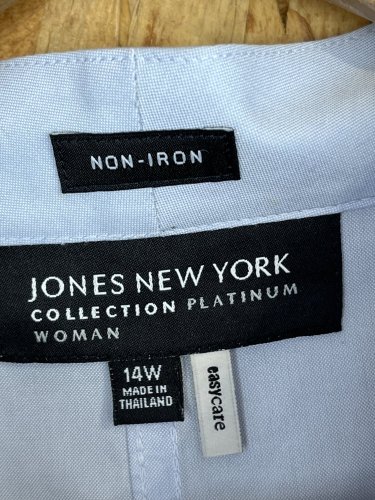 NON-IRON
JONES NEW YORK
COLLECTION PLATINUM
WOMAN
14W
MADE IN
THAILAND
easycare